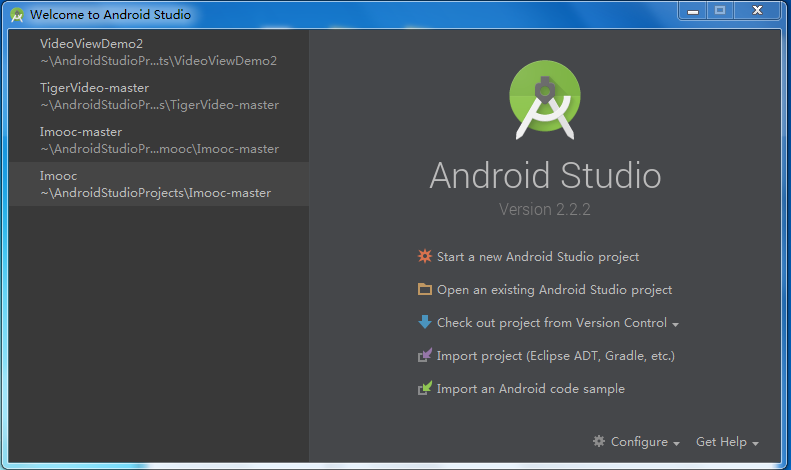 Welcome to Android Studio
VideoViewDemo2
~\AndroidStudioPr...ts\VideoViewDemo2
TigerVideo-master
~\AndroidStudioPr...s\TigerVideo-master
Imooc-master
~\AndroidStudioPr...mooc\Imooc-master
Imooc
~\AndroidStudioProjects\Imooc-master
Android Studio
Version 2.2.2
Start a new Android Studio project
Open an existing Android Studio project
Check out project from Version Control
Import project (Eclipse ADT, Gradle, etc.)
Import an Android code sample
Configure Get Help